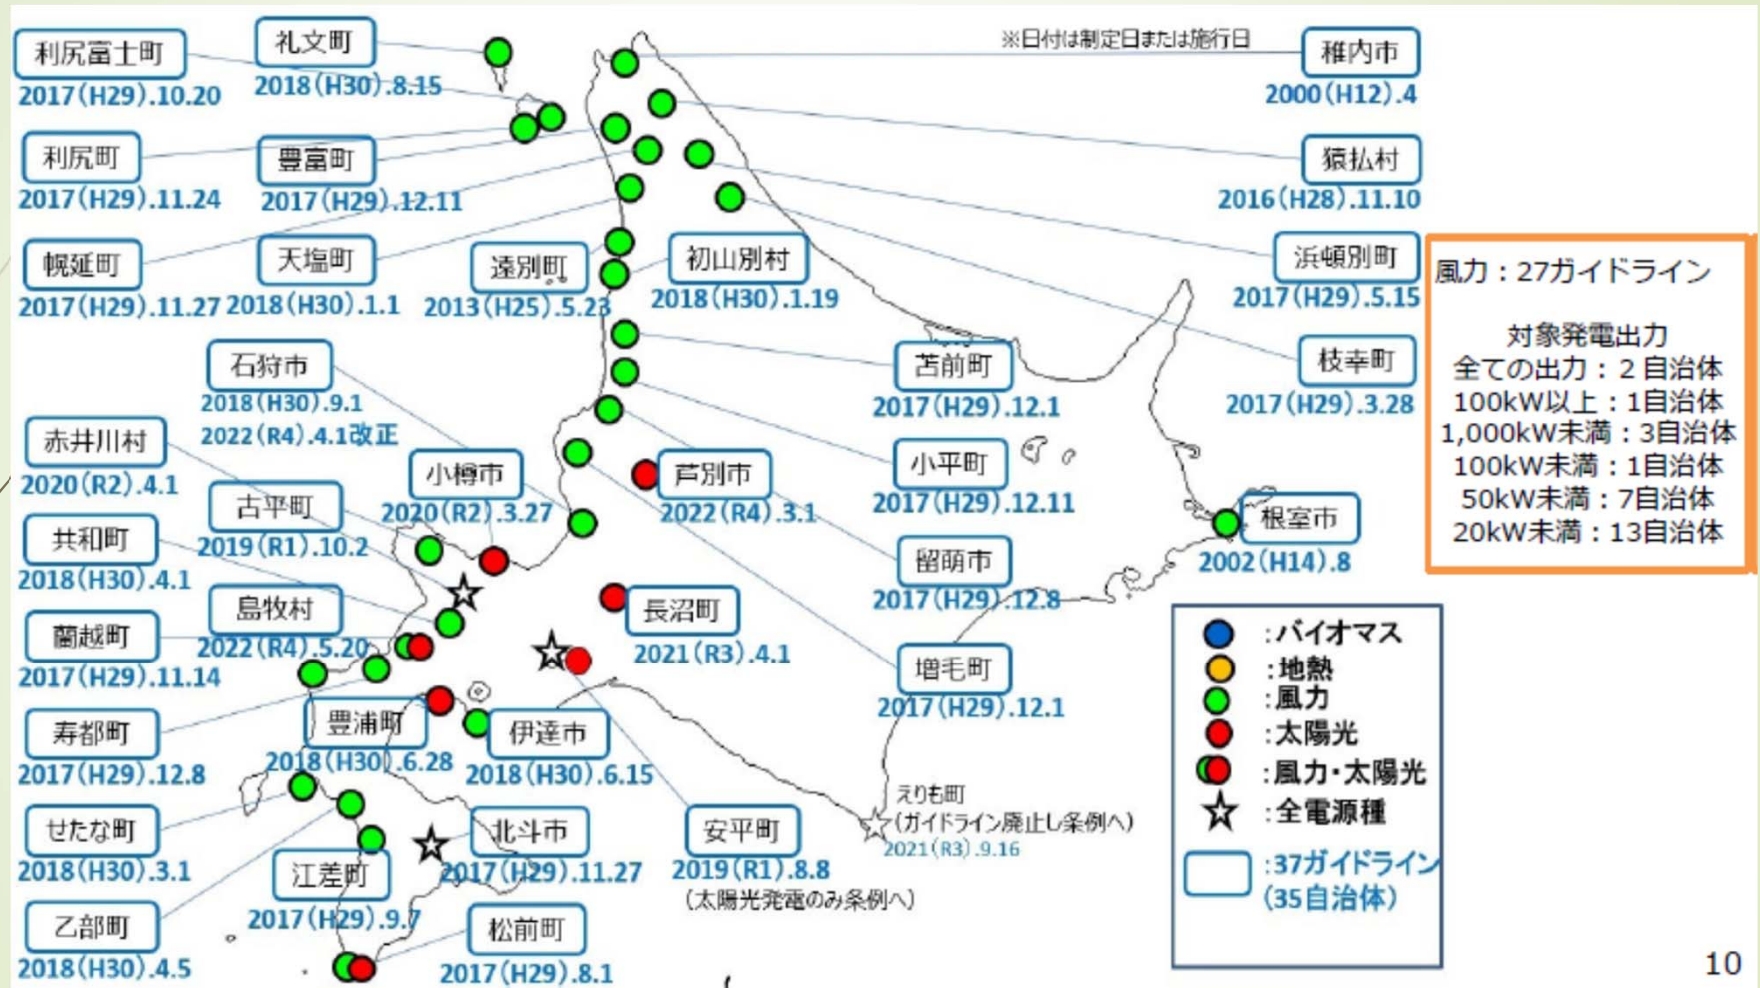 利尻富士町
2017(H29).10.20
礼文町
2018(H30).8.15
※日付は制定日または施行日
稚内市
2000(H12).4
利尻町
2017(H29).11.24
豊富町
2017(H29).12.11
猿払村
2016(H28).11.10
幌延町
2017(H29).11.27
天塩町
2018(H30).1.1
遠別町
2013(H25).5.23
初山別村
2018(H30).1.19
浜頓別町
2017(H29).5.15
石狩市
2018(H30).9.1
2022(R4).4.1改正
苫前町
2017(H29).12.1
枝幸町
2017(H29).3.28
赤井川村
2020(R2).4.1
古平町
2019(R1).10.2
小樽市
2020(R2).3.27
芦別市
2022(R4).3.1
小平町
2017(H29).12.11
根室市
2002(H14).8
共和町
2018(H30).4.1
島牧村
2022(R4).5.20
長沼町
2021(R3).4.1
留萌市
2017(H29).12.8
蘭越町
2017(H29).11.14
増毛町
2017(H29).12.1
寿都町
2017(H29).12.8
豊浦町
2018(H30).6.28
伊達市
2018(H30).6.15
せたな町
2018(H30).3.1
江差町
2017(H29).9.7
北斗市
2017(H29).11.27
安平町
2019(R1).8.8
(太陽光発電のみ条例へ)
えりも町
(ガイドライン廃止し条例へ)
2021(R3).9.16
乙部町
2018(H30).4.5
松前町
2017(H29).8.1
風力：27ガイドライン
対象発電出力
全ての出力：2自治体
100kW以上：1自治体
1,000kW未満：3自治体
100kW未満：1自治体
50kW未満：7自治体
20kW未満：13自治体
：バイオマス
：地熱
：風力
：太陽光
：風力・太陽光
：全電源種
：37ガイドライン
(35自治体)
10